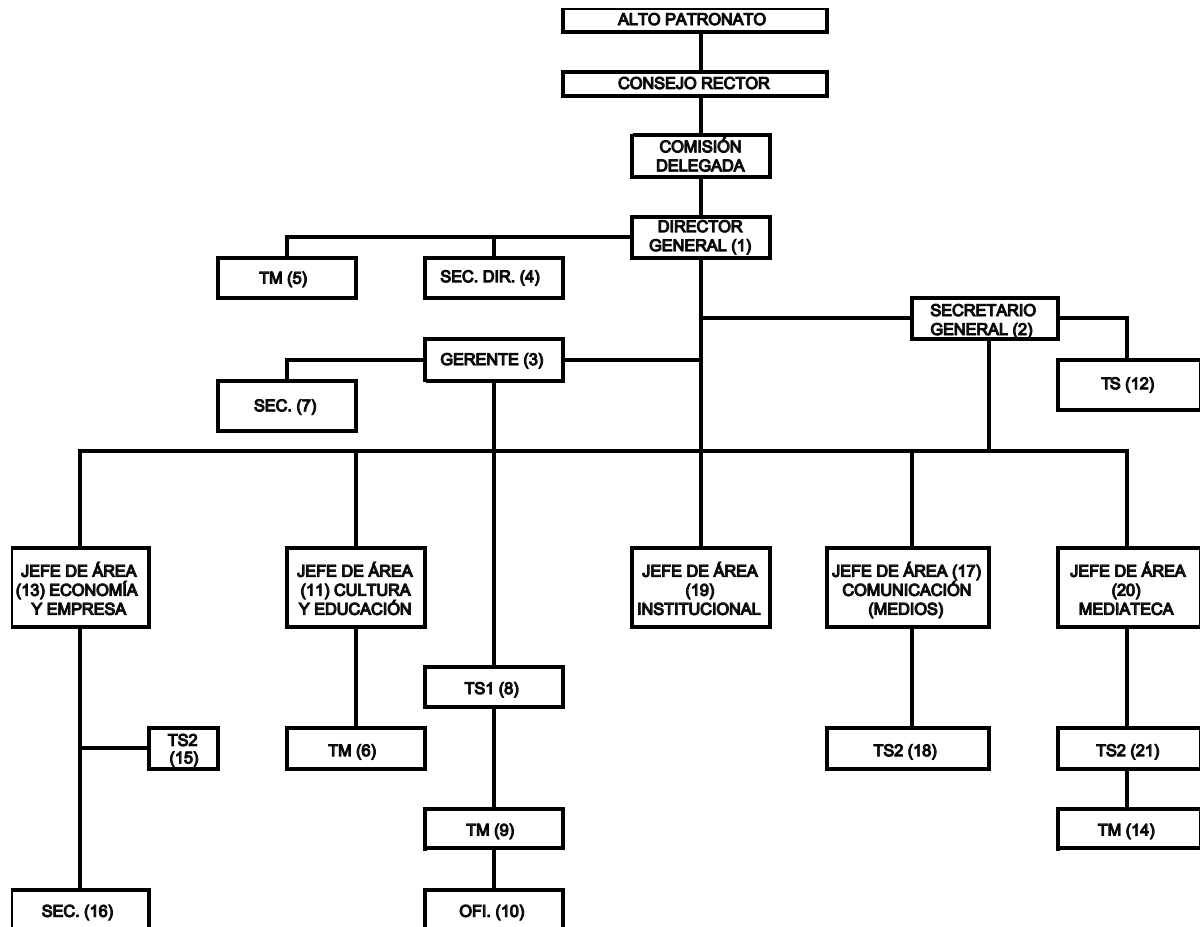 ALTO PATRONATO
CONSEJO RECTOR
COMISIÓN
DELEGADA
DIRECTOR
GENERAL (1)
TM (5)
SEC. DIR. (4)
SECRETARIO
GENERAL (2)
GERENTE (3)
TS (12)
SEC. (7)
JEFE DE ÁREA
(13) ECONOMÍA
Y EMPRESA
JEFE DE ÁREA
(11) CULTURA
Y EDUCACIÓN
JEFE DE ÁREA
(19)
INSTITUCIONAL
JEFE DE ÁREA (17)
COMUNICACIÓN
(MEDIOS)
JEFE DE ÁREA
(20)
MEDIATECA
TS1 (8)
TS2
(15)
TM (6)
TS2 (18)
TS2 (21)
TM (9)
TM (14)
SEC. (16)
OFI. (10)